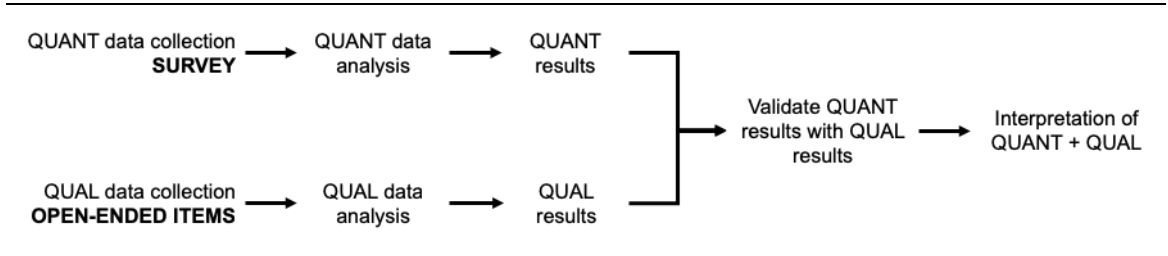 QUANT data collection
SURVEY
QUANT data
analysis
QUANT
results
Validate QUANT
results with QUAL
results
Interpretation of
QUANT + QUAL
QUAL data collection
OPEN-ENDED ITEMS
QUAL data
analysis
QUAL
results